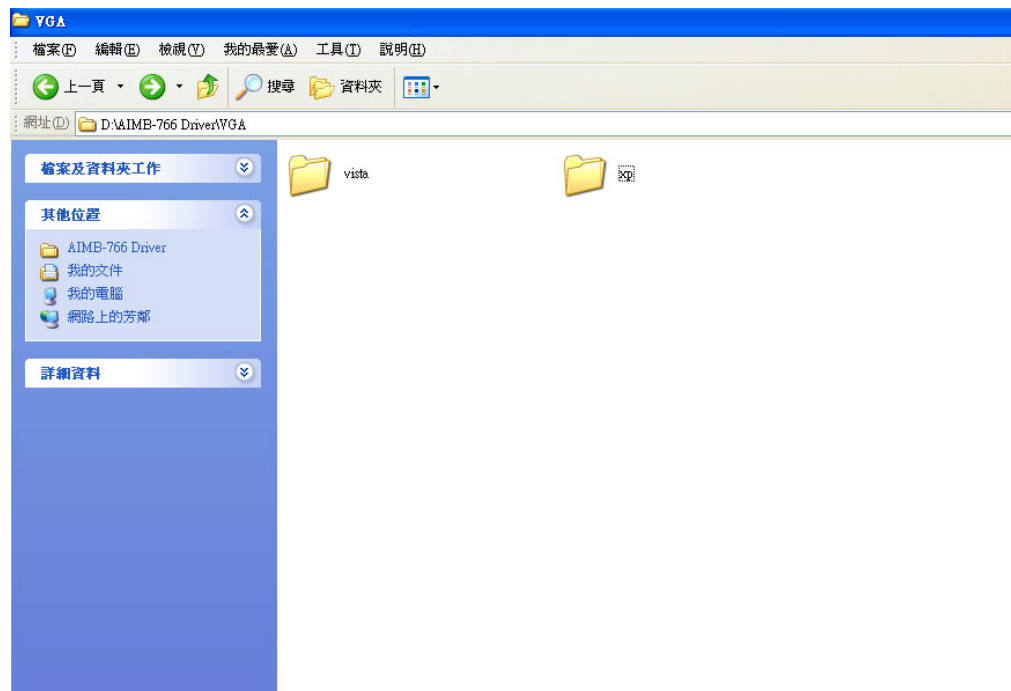 VGA
檔案(F) 編輯(E) 檢視(V) 我的最愛(A) 工具(T) 說明(H)
上一頁 搜尋 資料夾
網址(D) D:\AIMB-766 Driver\VGA
檔案及資料夾工作
其他位置
AIMB-766 Driver
我的文件
我的電腦
網路上的芳鄰
詳細資料
vista xp